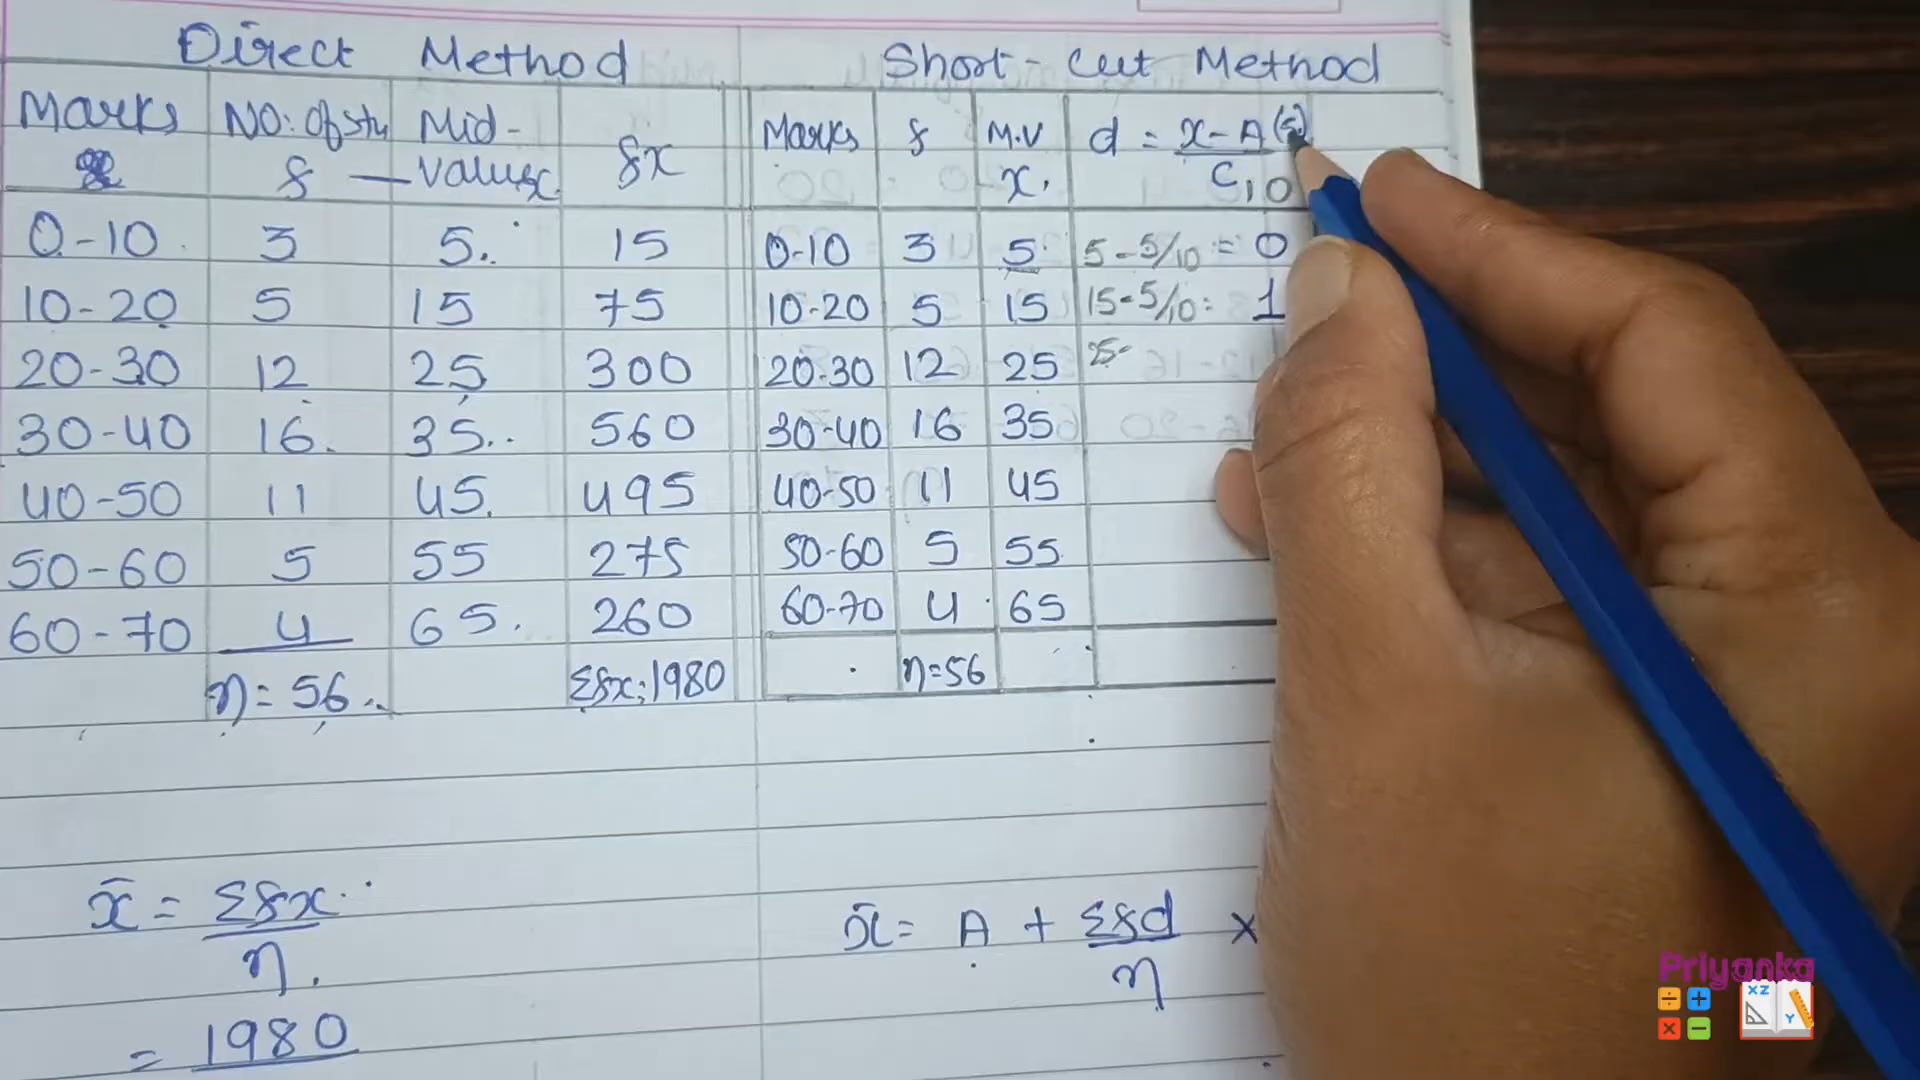 Direct Method Short-cut Method
Marks No: of stu Mid-values x. fx Marks f M.V x. d = x-A(5) / C, 10
f
0-10 3 5. 15 0-10 3 5 5-5/10 = 0
10-20 5 15 75 10-20 5 15 15-5/10 = 1
20-30 12 25 300 20-30 12 25 25-
30-40 16. 35.. 560 30-40 16 35
40-50 11 45. 495 40-50 11 45
50-60 5 55 275 50-60 5 55
60-70 4 65. 260 60-70 4 65
n = 56 Σfx = 1980 n=56
x̄ = Σfx / n. x̄ = A + Σfd / n ×
= 1980
Priyanka
XZ
Y